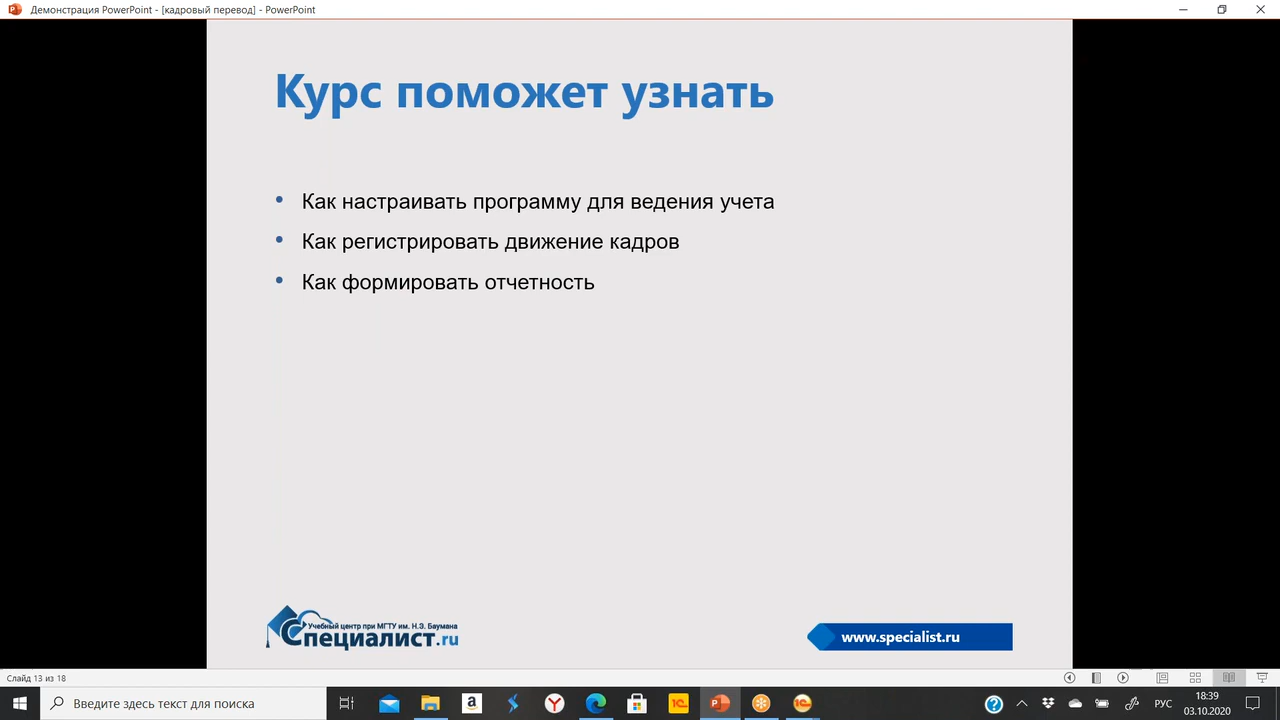 Демонстрация PowerPoint - [кадровый перевод] - PowerPoint
Курс поможет узнать
• Как настраивать программу для ведения учета
• Как регистрировать движение кадров
• Как формировать отчетность
Учебный центр при МГТУ им. Н.Э. Баумана
Специалист.ru
www.specialist.ru
Слайд 13 из 18
Введите здесь текст для поиска
РУС
18:39
03.10.2020